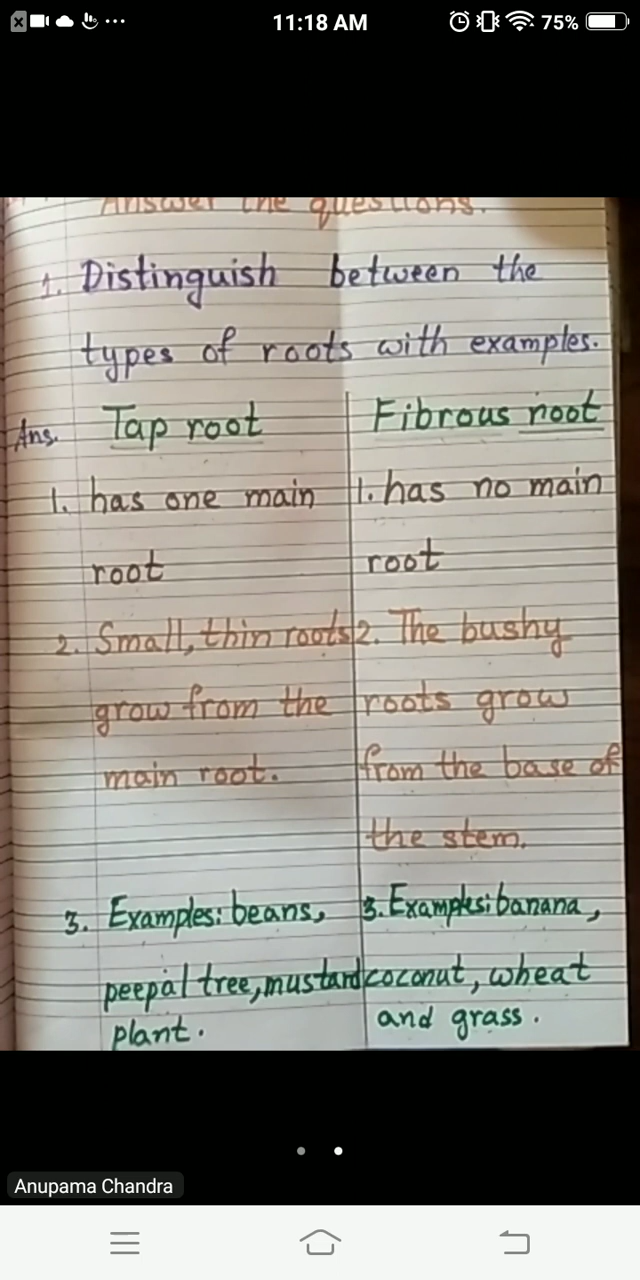 11:18 AM
75%
Answer the questions.
1. Distinguish between the
types of roots with examples.
Ans. Tap root Fibrous root
1. has one main 1. has no main
root root
2. Small, thin roots 2. The bushy
grow from the roots grow
main root. from the base of
the stem.
3. Examples: beans, 3. Examples: banana,
peepal tree, mustard coconut, wheat
plant. and grass.
Anupama Chandra